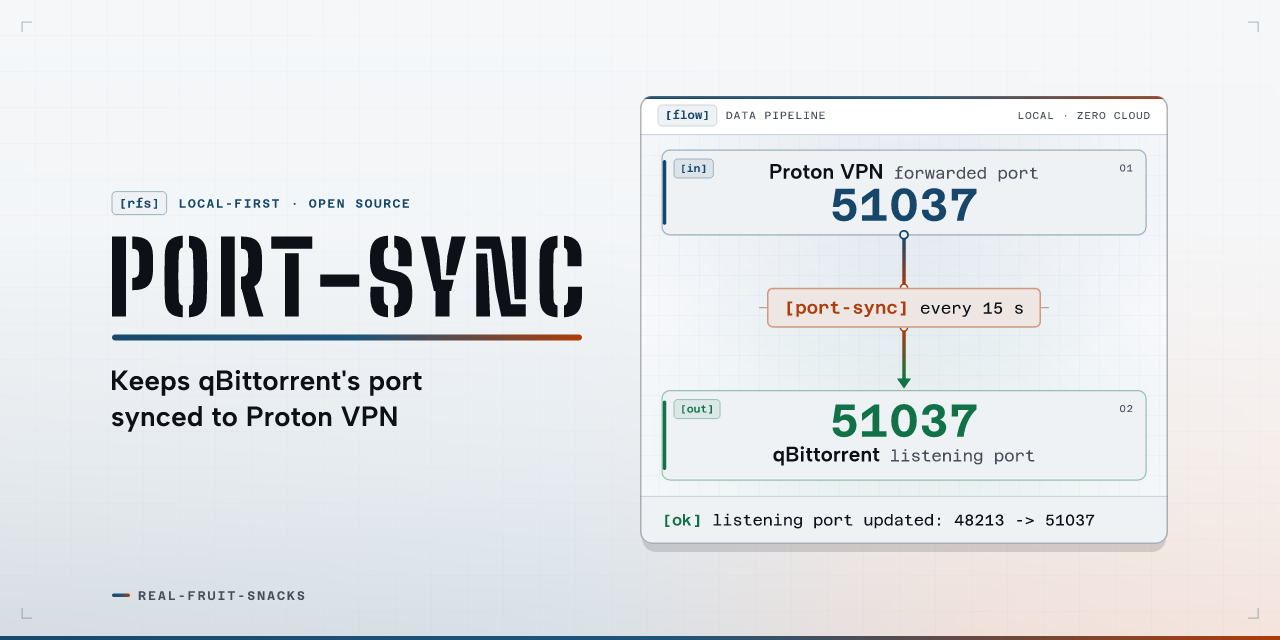 [rfs] LOCAL-FIRST · OPEN SOURCE
PORT-SYNC
Keeps qBittorrent's port
synced to Proton VPN
REAL-FRUIT-SNACKS
[flow] DATA PIPELINE LOCAL · ZERO CLOUD
[in] Proton VPN forwarded port 01
51037
[port-sync] every 15 s
[out] 51037 02
qBittorrent listening port
[ok] listening port updated: 48213 -> 51037